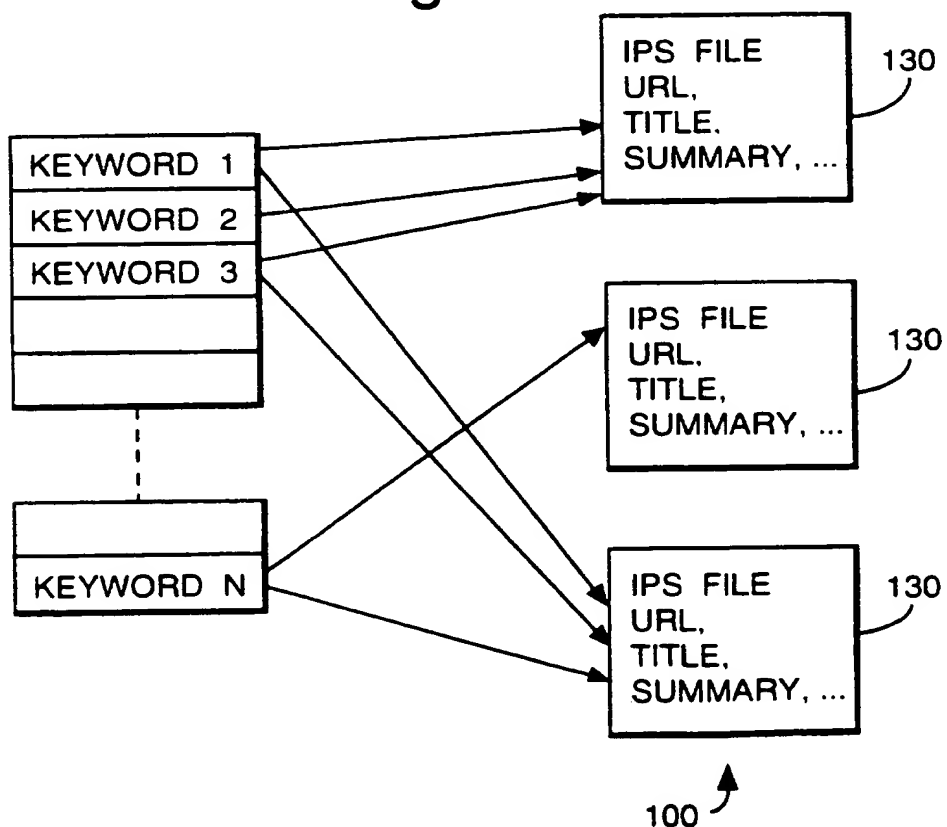 KEYWORD 1
KEYWORD 2
KEYWORD 3
KEYWORD N
IPS FILE
URL,
TITLE.
SUMMARY, ...
130
IPS FILE
URL.
TITLE,
SUMMARY, ...
130
IPS FILE
URL,
TITLE,
SUMMARY, ...
130
100